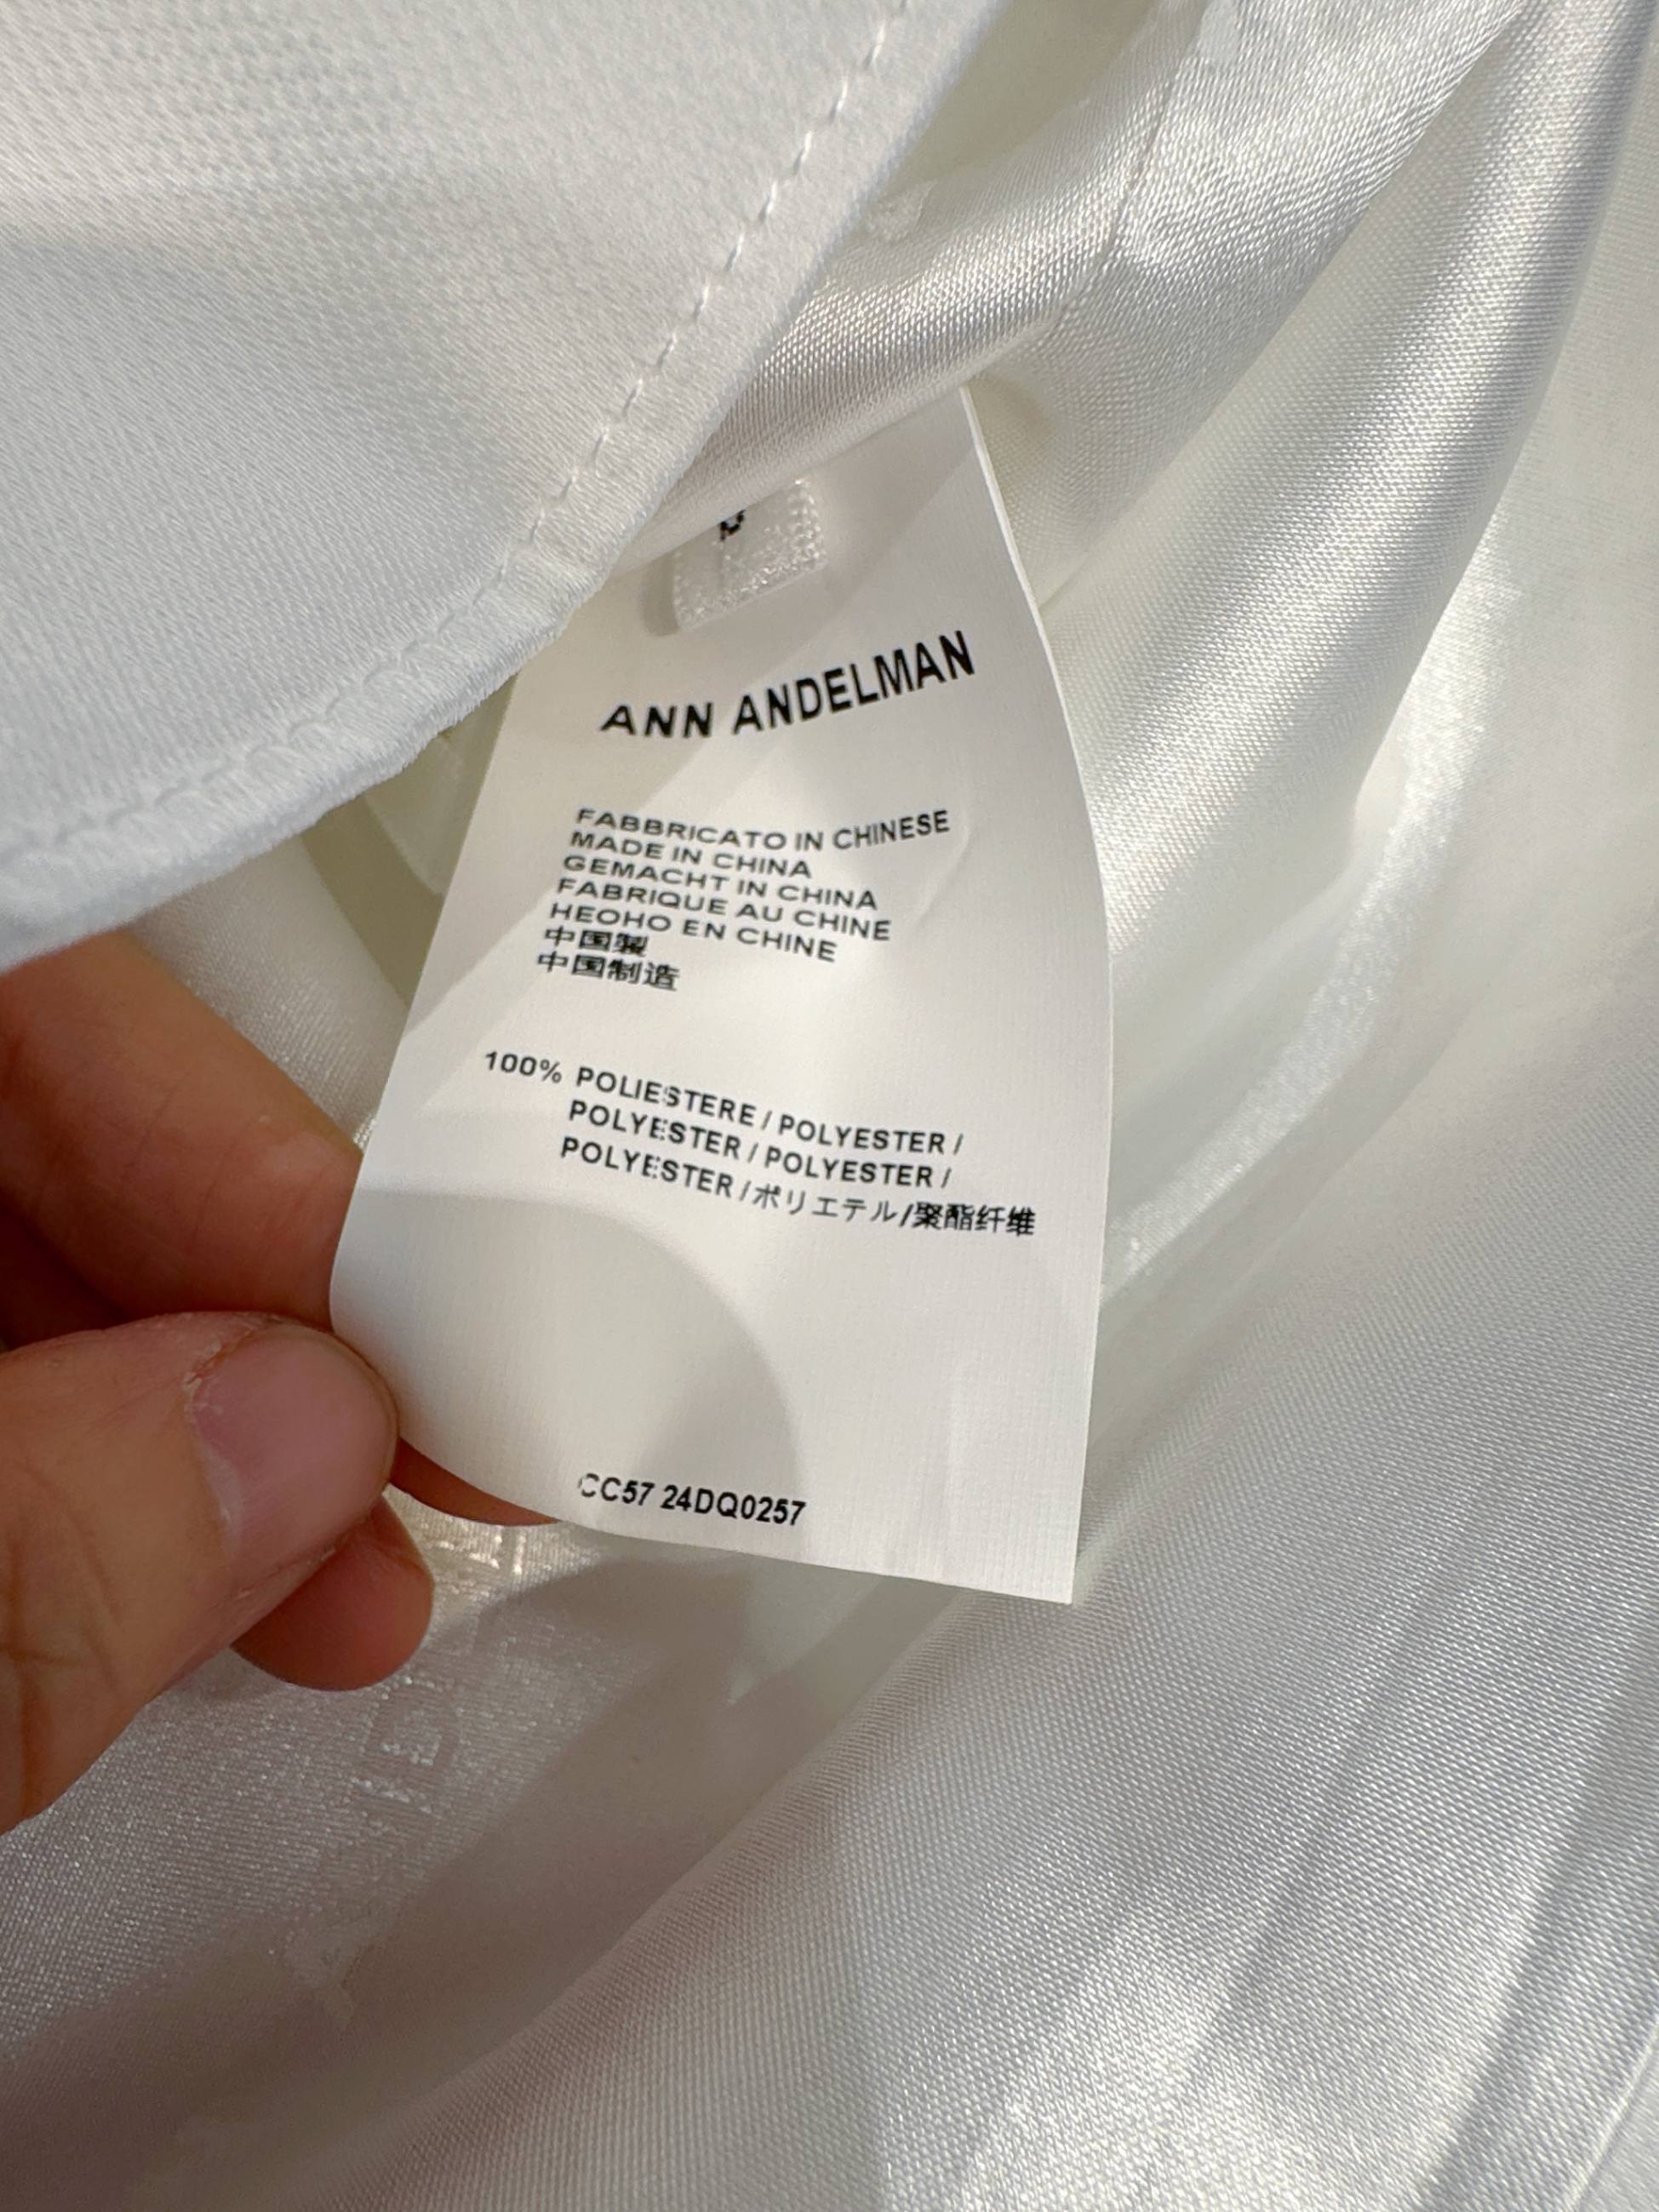 ANN ANDELMAN
FABBRICATO IN CHINESE
MADE IN CHINA
GEMACHT IN CHINA
FABRIQUE AU CHINE
HEOHO EN CHINE
中国製
中国制造
100% POLIESTERE / POLYESTER /
POLYESTER / POLYESTER /
POLYESTER /ポリエテル/聚酯纤维
CC57 24DQ0257